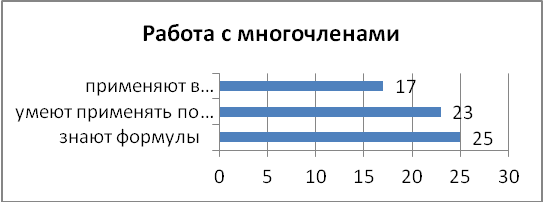 Работа с многочленами
применяют в...
17
умеют применять по...
23
знают формулы
25
0 5 10 15 20 25 30